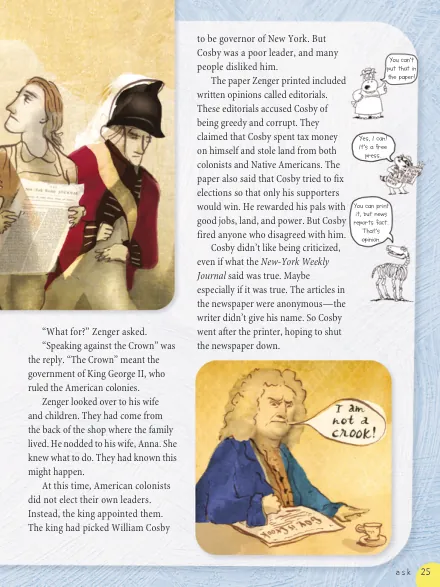 "What for?" Zenger asked.
"Speaking against the Crown" was
the reply. "The Crown" meant the
government of King George II, who
ruled the American colonies.
Zenger looked over to his wife
and children. They had come from
the back of the shop where the family
lived. He nodded to his wife, Anna. She
knew what to do. They had known this
might happen.
At this time, American colonists
did not elect their own leaders.
Instead, the king appointed them.
The king had picked William Cosby
to be governor of New York. But
Cosby was a poor leader, and many
people disliked him.
The paper Zenger printed included
written opinions called editorials.
These editorials accused Cosby of
being greedy and corrupt. They
claimed that Cosby spent tax money
on himself and stole land from both
colonists and Native Americans. The
paper also said that Cosby tried to fix
elections so that only his supporters
would win. He rewarded his pals with
good jobs, land, and power. But Cosby
fired anyone who disagreed with him.
Cosby didn't like being criticized,
even if what the New-York Weekly
Journal said was true. Maybe
especially if it was true. The articles in
the newspaper were anonymous—the
writer didn't give his name. So Cosby
went after the printer, hoping to shut
the newspaper down.
You can't
put that in
the paper!
Yes, I can!
It's a free
press.
You can print
it, but news
reports fact.
That's
opinion.
I am
not a
crook!
ask 25